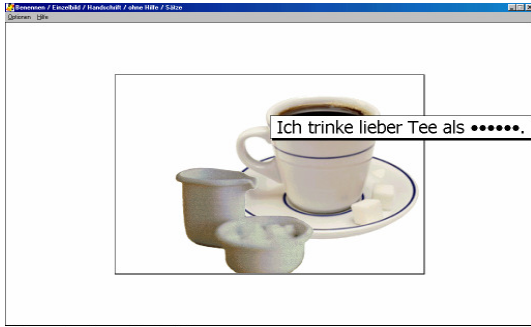 Benennen / Einzelbild / Handschrift / ohne Hilfe / Sätze
Optionen Hilfe
Ich trinke lieber Tee als ••••••.